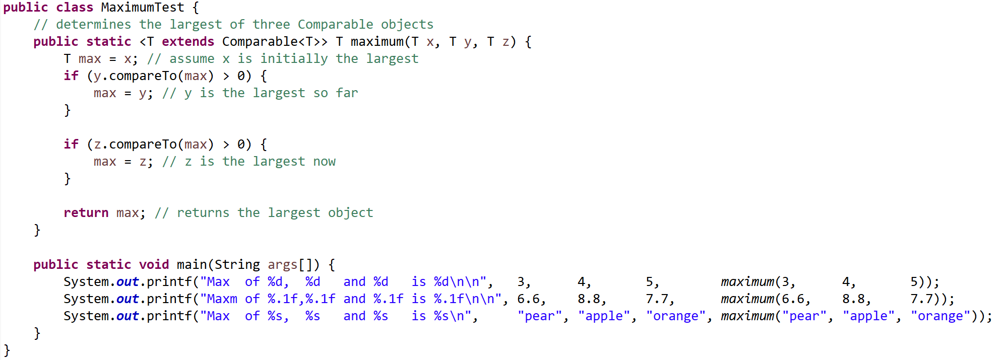 public class MaximumTest {
    // determines the largest of three Comparable objects
    public static <T extends Comparable<T>> T maximum(T x, T y, T z) {
        T max = x; // assume x is initially the largest
        if (y.compareTo(max) > 0) {
            max = y; // y is the largest so far
        }

        if (z.compareTo(max) > 0) {
            max = z; // z is the largest now
        }

        return max; // returns the largest object
    }

    public static void main(String args[]) {
        System.out.printf("Max  of %d,  %d   and %d   is %d\n\n",    3,      4,       5,        maximum(3,      4,       5));
        System.out.printf("Maxm of %.1f,%.1f and %.1f is %.1f\n\n", 6.6,    8.8,     7.7,      maximum(6.6,    8.8,     7.7));
        System.out.printf("Max  of %s,  %s   and %s   is %s\n",     "pear", "apple", "orange", maximum("pear", "apple", "orange"));
    }
}